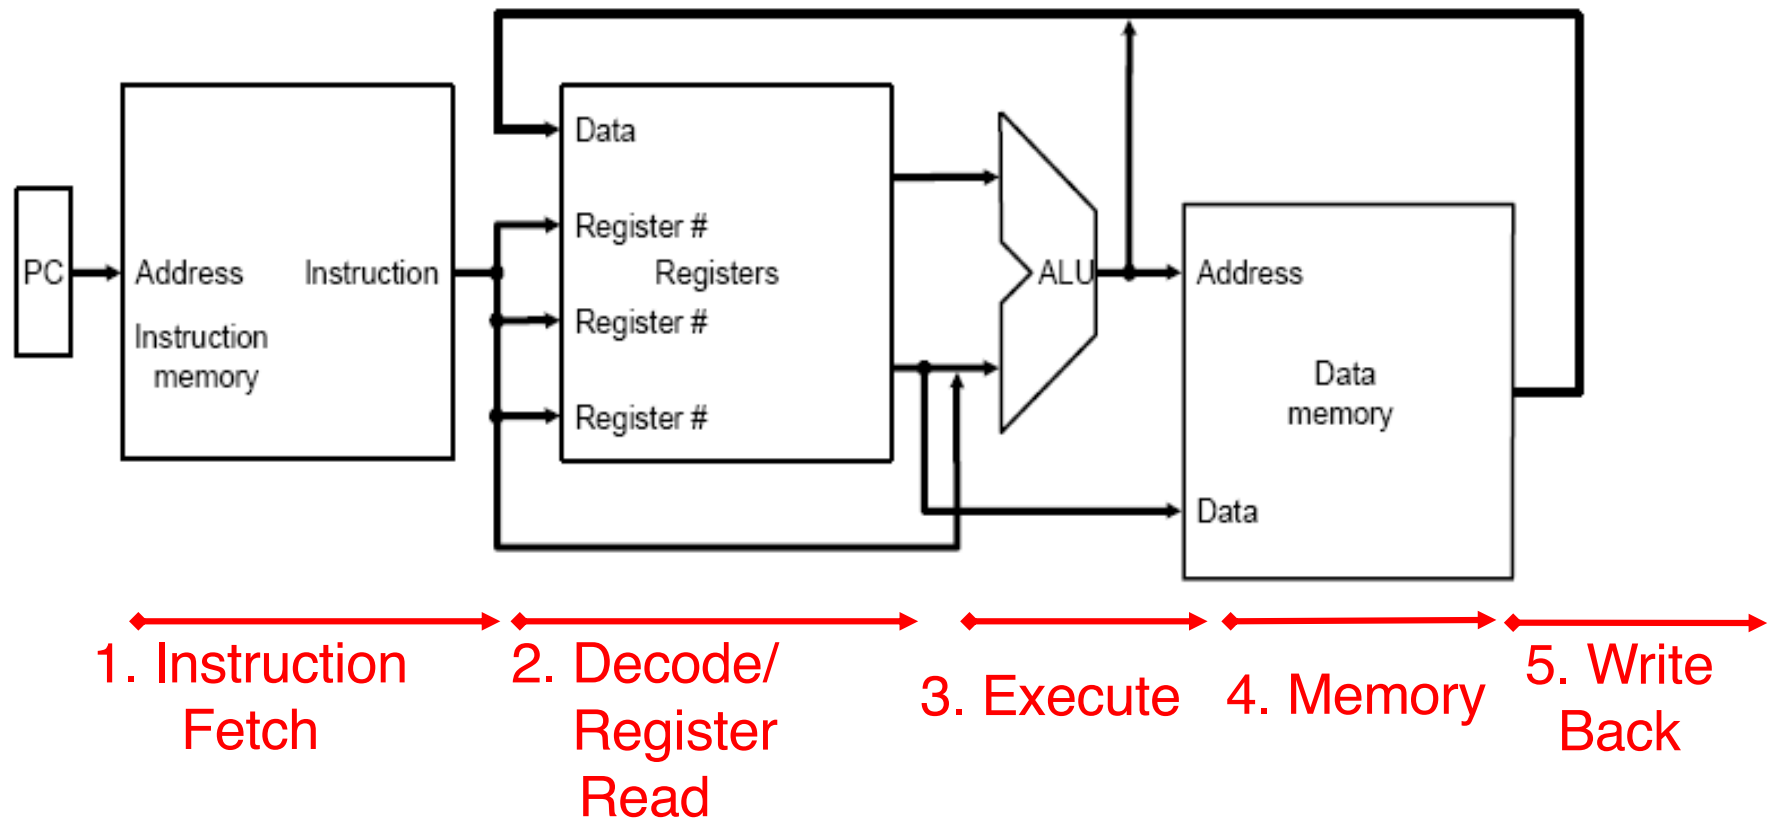 Data
Register #
PC
Address
Instruction
Registers
ALU
Address
Instruction
memory
Register #
Data
memory
Register #
Data
1. Instruction
Fetch
2. Decode/
Register
Read
3. Execute
4. Memory
5. Write
Back